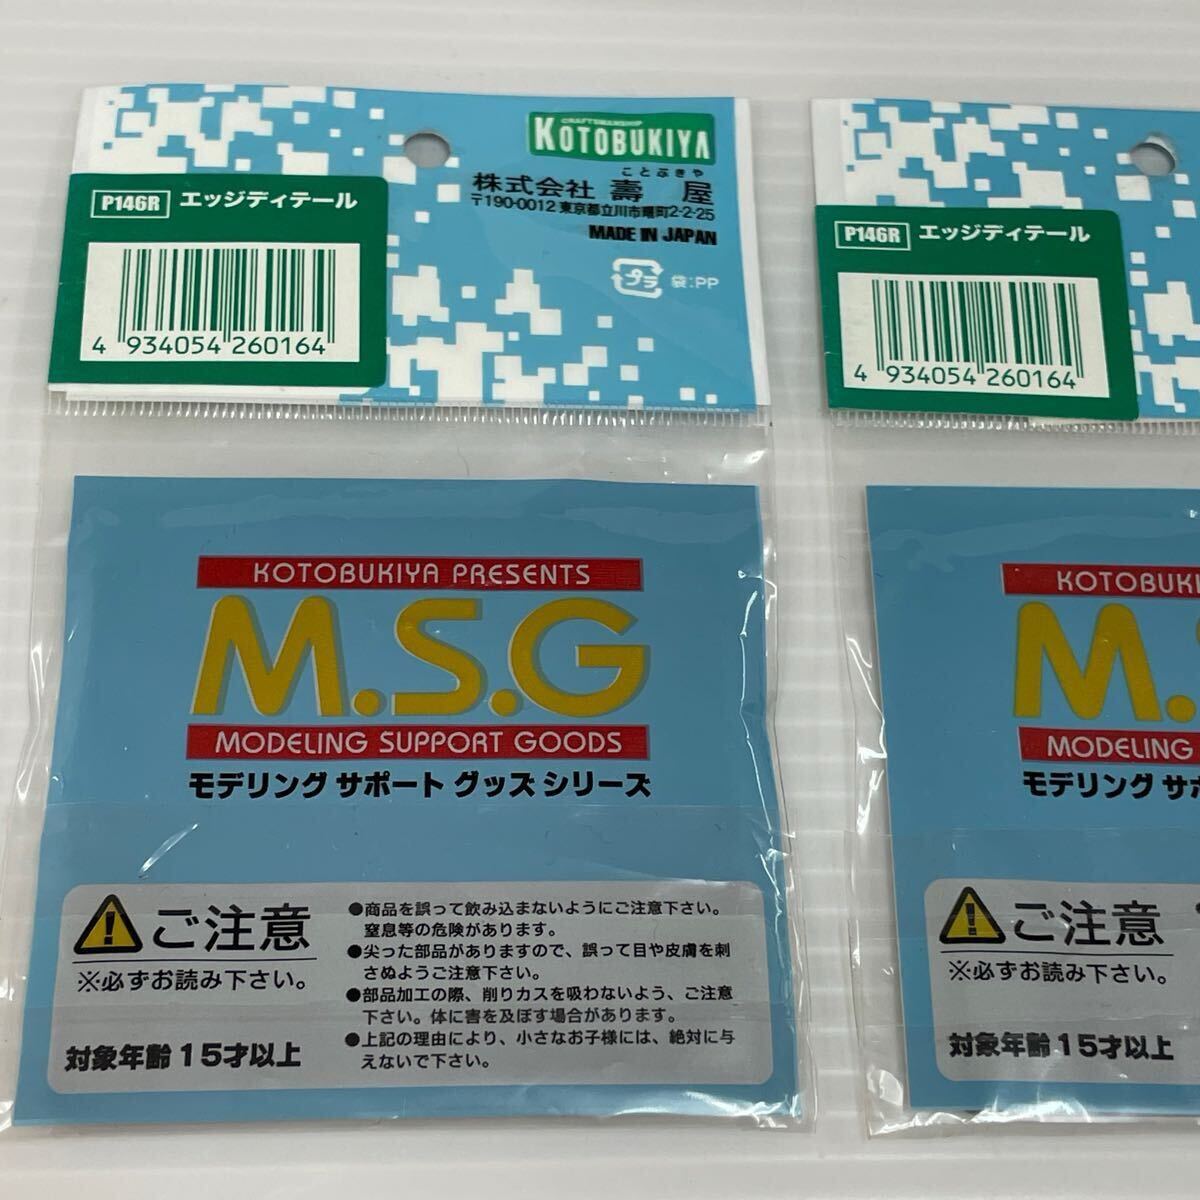 P146R エッジディテール
4 934054 260164
CRAFTSMANSHIP
KOTOBUKIYA
ことぶきや
株式会社 壽屋
〒190-0012 東京都立川市曙町2-2-25
MADE IN JAPAN
プラ 袋:PP
KOTOBUKIYA PRESENTS
M.S.G
MODELING SUPPORT GOODS
モデリング サポート グッズ シリーズ
ご注意
※必ずお読み下さい。
対象年齢15才以上
●商品を誤って飲み込まないようにご注意下さい。
窒息等の危険があります。
●尖った部品がありますので、誤って目や皮膚を刺
さぬようご注意下さい。
●部品加工の際、削りカスを吸わないよう、ご注意
下さい。体に害を及ぼす場合があります。
●上記の理由により、小さなお子様には、絶対に与
えないで下さい。
P146R エッジディテール
4 934054 260164
KOTOBUKI
M.S
MODELING
モデリング サポ
ご注意
※必ずお読み下さい。
対象年齢15才以上